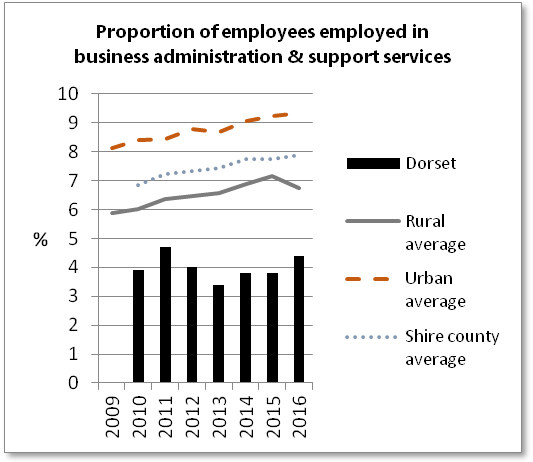 Proportion of employees employed in
business administration & support services
10
9
8
7
6
5
4
3
2
1
0
%
2009
2010
2011
2012
2013
2014
2015
2016
Dorset
Rural
average
Urban
average
Shire county
average